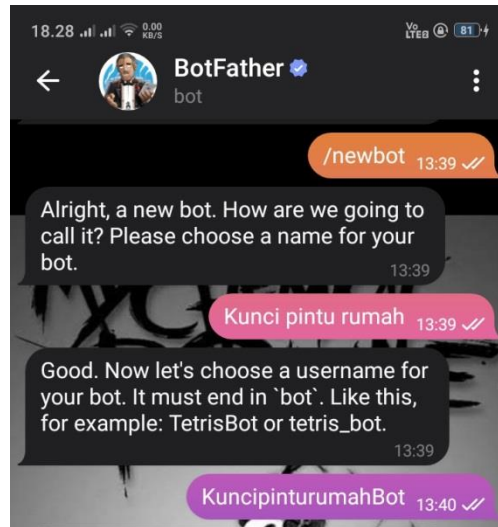 18.28 0.00 KB/S Vo LTE 81
BotFather
bot
/newbot 13:39
Alright, a new bot. How are we going to
call it? Please choose a name for your
bot. 13:39
Kunci pintu rumah 13:39
Good. Now let's choose a username for
your bot. It must end in `bot`. Like this,
for example: TetrisBot or tetris_bot.
13:39
KuncipinturumahBot 13:40